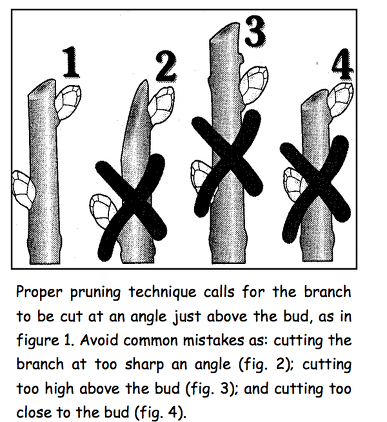 1
2
3
4
Proper pruning technique calls for the branch
to be cut at an angle just above the bud, as in
figure 1. Avoid common mistakes as: cutting the
branch at too sharp an angle (fig. 2); cutting
too high above the bud (fig. 3); and cutting too
close to the bud (fig. 4).